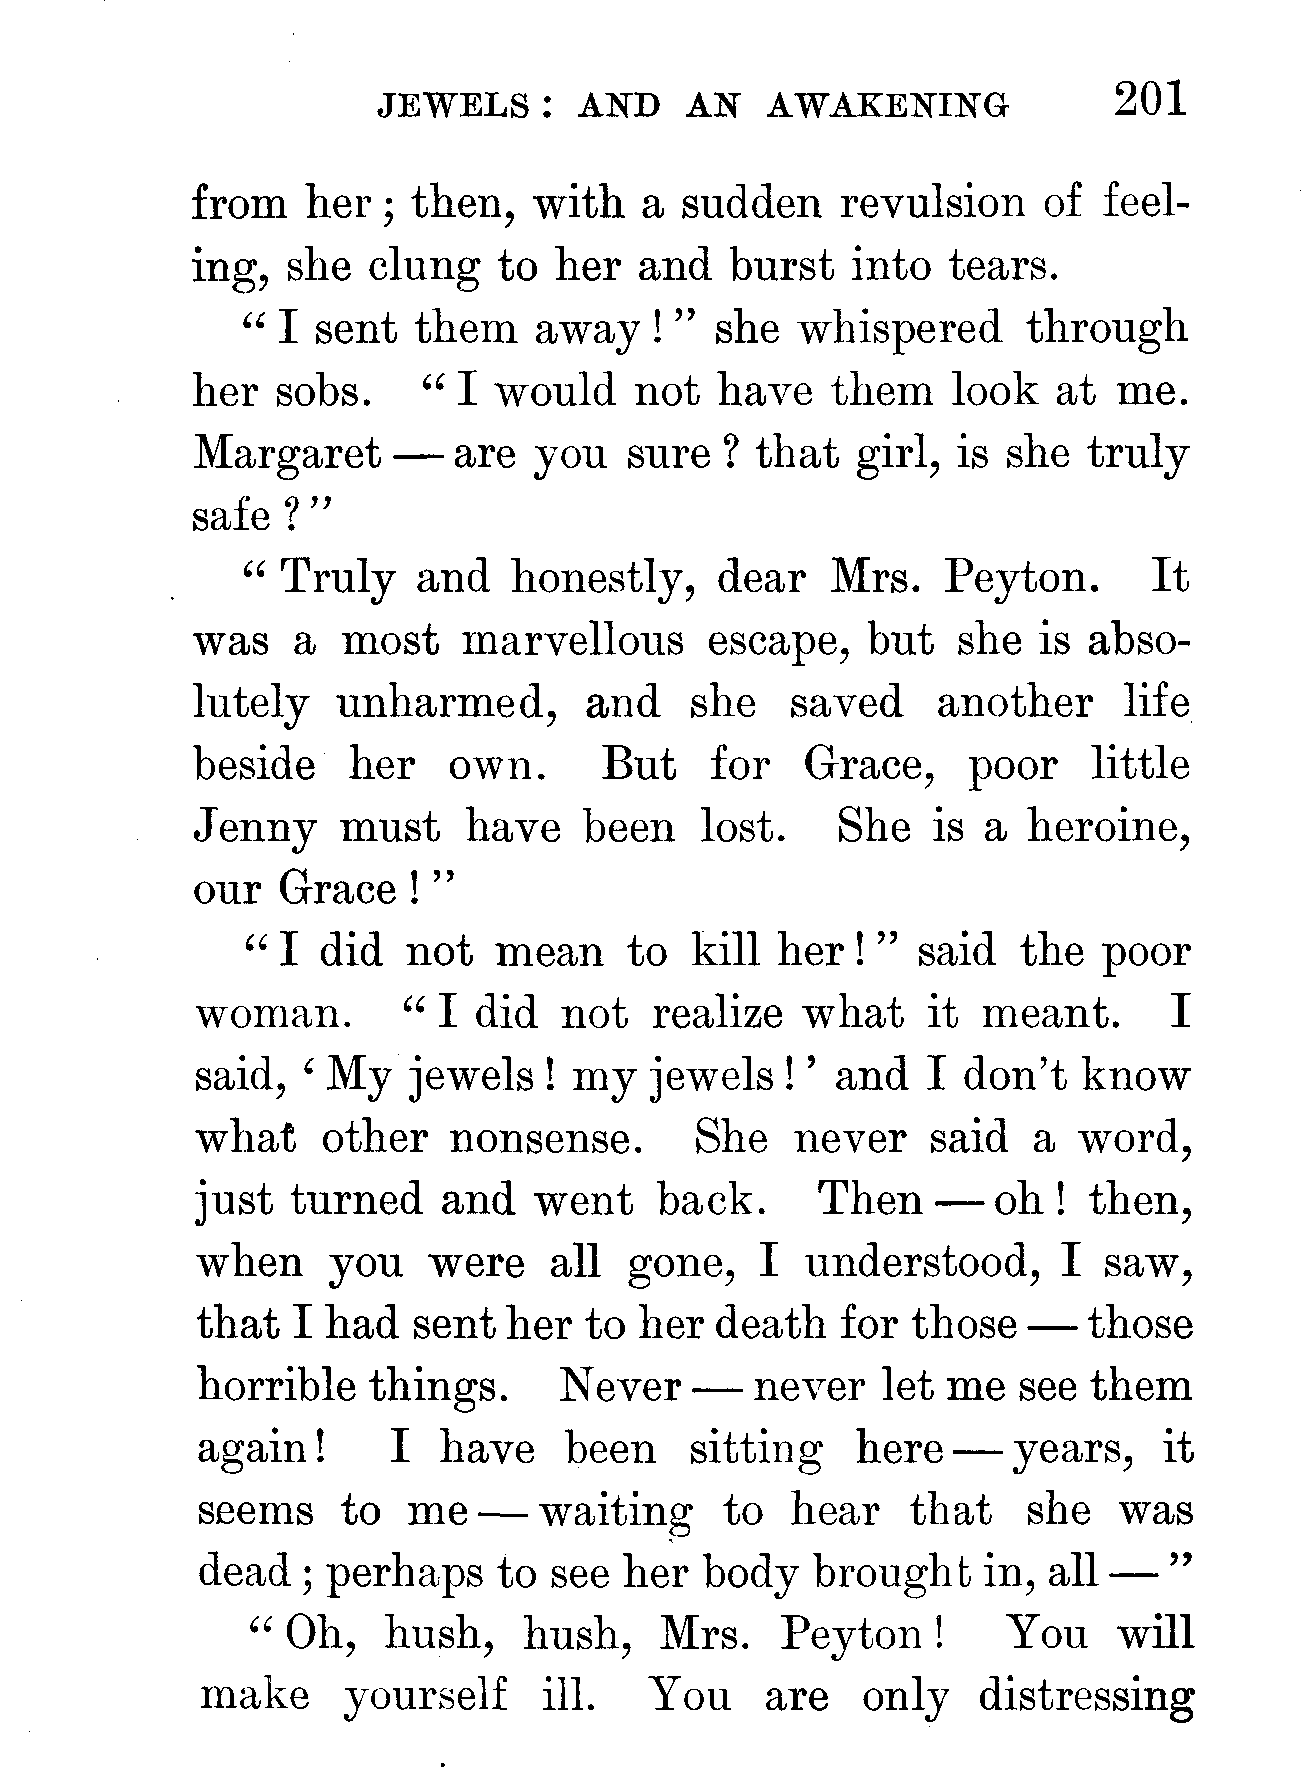 JEWELS: AND AN AWAKENING 201
from her; then, with a sudden revulsion of feel-
ing, she clung to her and burst into tears.
"I sent them away!" she whispered through
her sobs. "I would not have them look at me.
Margaret — are you sure? that girl, is she truly
safe?"
"Truly and honestly, dear Mrs. Peyton. It
was a most marvellous escape, but she is abso-
lutely unharmed, and she saved another life
beside her own. But for Grace, poor little
Jenny must have been lost. She is a heroine,
our Grace!"
"I did not mean to kill her!" said the poor
woman. "I did not realize what it meant. I
said, 'My jewels! my jewels!' and I don't know
what other nonsense. She never said a word,
just turned and went back. Then — oh! then,
when you were all gone, I understood, I saw,
that I had sent her to her death for those — those
horrible things. Never — never let me see them
again! I have been sitting here — years, it
seems to me — waiting to hear that she was
dead; perhaps to see her body brought in, all —"
"Oh, hush, hush, Mrs. Peyton! You will
make yourself ill. You are only distressing